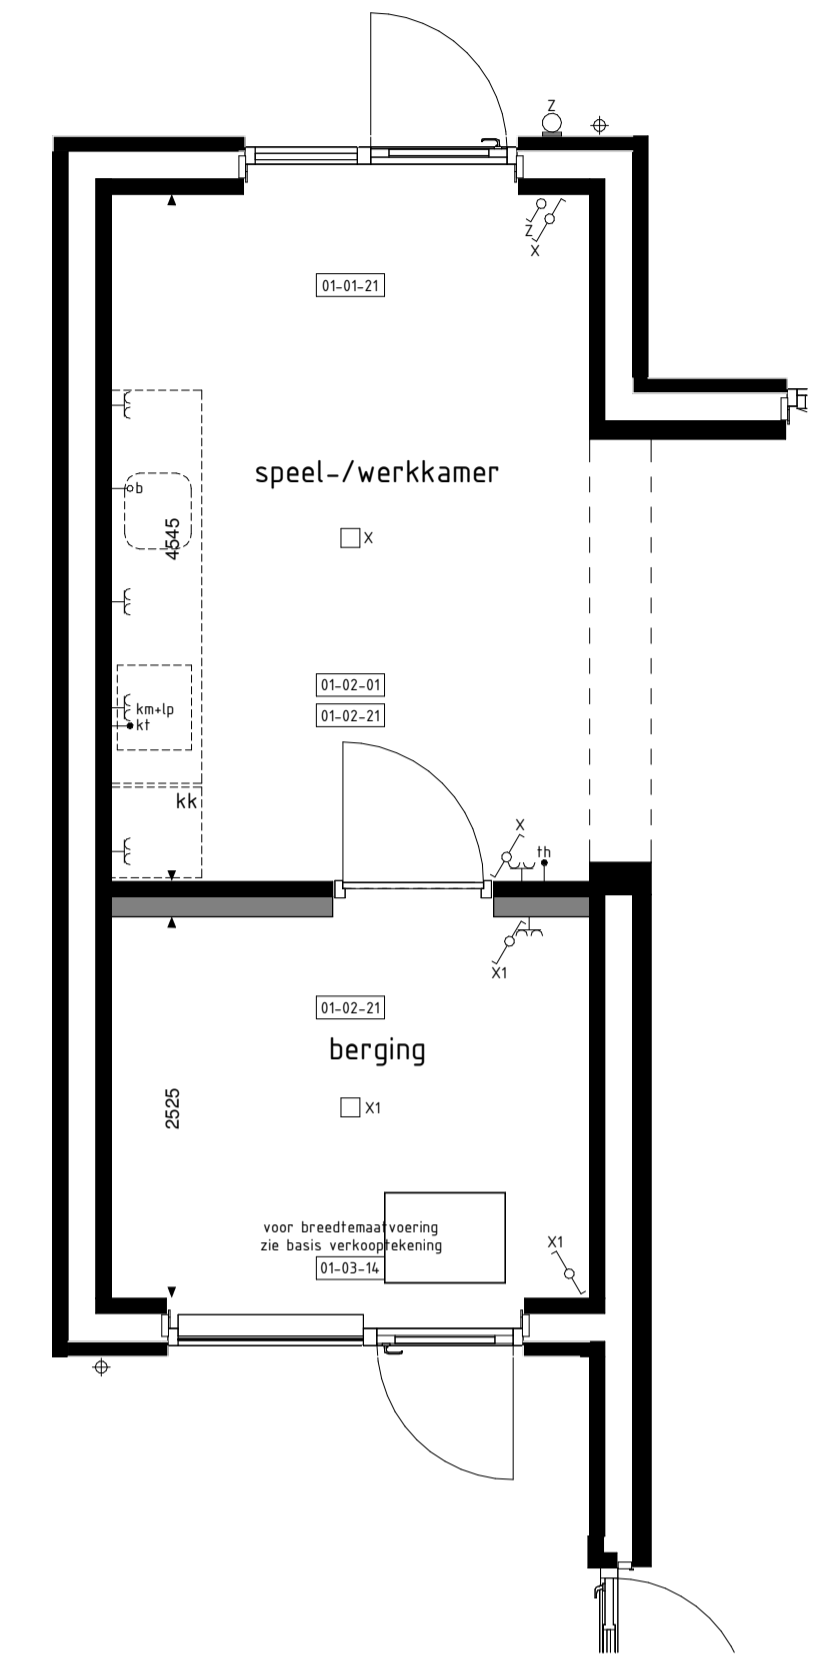 Z
Z
X
01-01-21
speel-/werkkamer
b
4545
X
01-02-01
km+lp
01-02-21
kt
kk
X
th
X1
01-02-21
berging
2525
X1
voor breedtemaatvoering
zie basis verkooptekening
X1
01-03-14